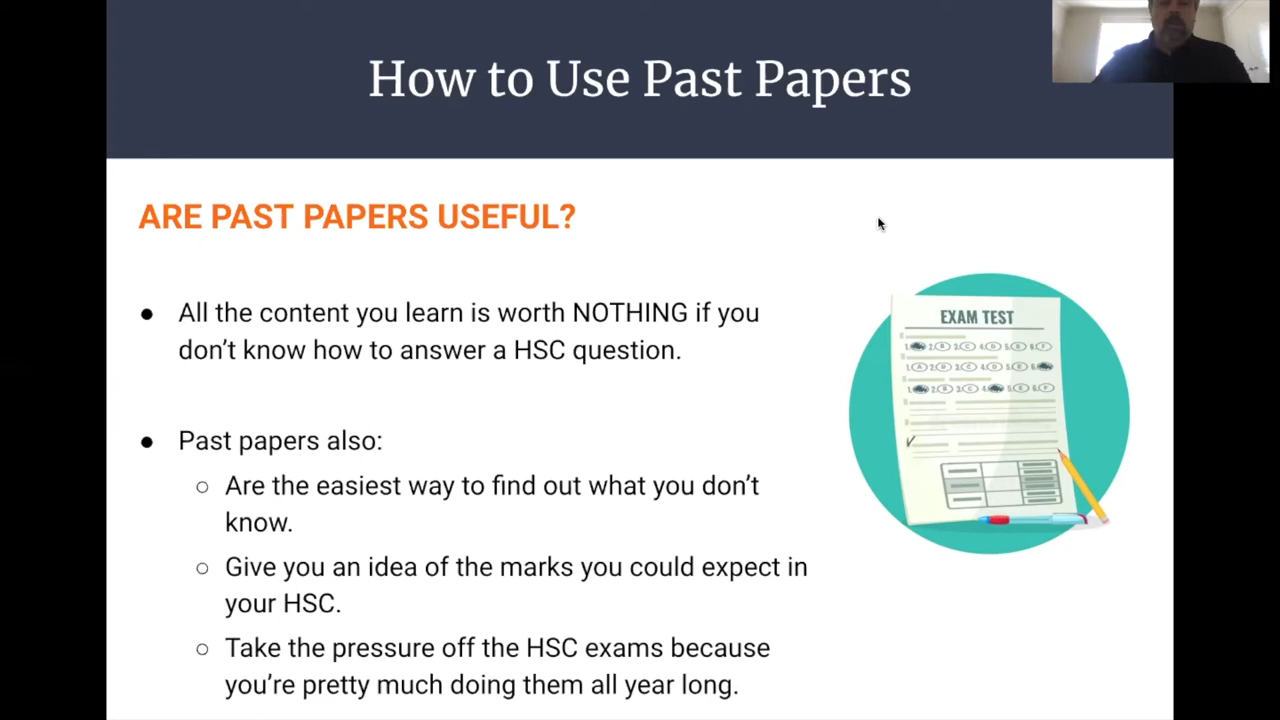 How to Use Past Papers
ARE PAST PAPERS USEFUL?
● All the content you learn is worth NOTHING if you
don’t know how to answer a HSC question.
● Past papers also:
○ Are the easiest way to find out what you don’t
know.
○ Give you an idea of the marks you could expect in
your HSC.
○ Take the pressure off the HSC exams because
you’re pretty much doing them all year long.
EXAM TEST